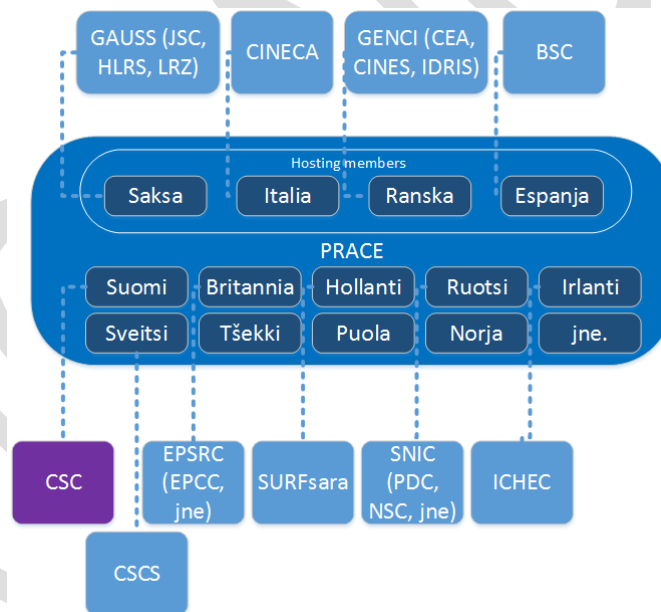 GAUSS (JSC,
HLRS, LRZ)
CINECA
GENCI (CEA,
CINES, IDRIS)
BSC
Hosting members
Saksa
Italia
Ranska
Espanja
PRACE
Suomi
Britannia
Hollanti
Ruotsi
Irlanti
Sveitsi
Tšekki
Puola
Norja
jne.
CSC
EPSRC
(EPCC,
jne)
SURFsara
SNIC
(PDC,
NSC, jne)
ICHEC
CSCS